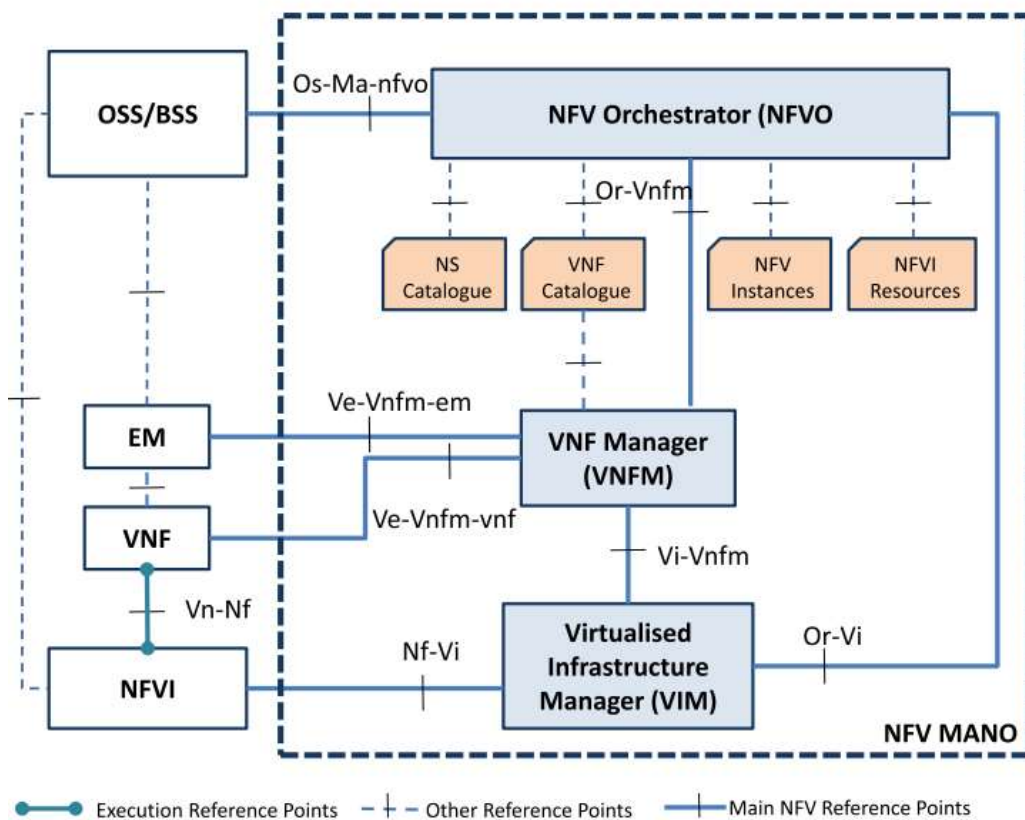 OSS/BSS
Os-Ma-nfvo
NFV Orchestrator (NFVO
Or-Vnfm
NS
Catalogue
VNF
Catalogue
NFV
Instances
NFVI
Resources
EM
Ve-Vnfm-em
VNF Manager
(VNFM)
VNF
Ve-Vnfm-vnf
Vi-Vnfm
Vn-Nf
NFVI
Nf-Vi
Virtualised
Infrastructure
Manager (VIM)
Or-Vi
NFV MANO
Execution Reference Points
Other Reference Points
Main NFV Reference Points